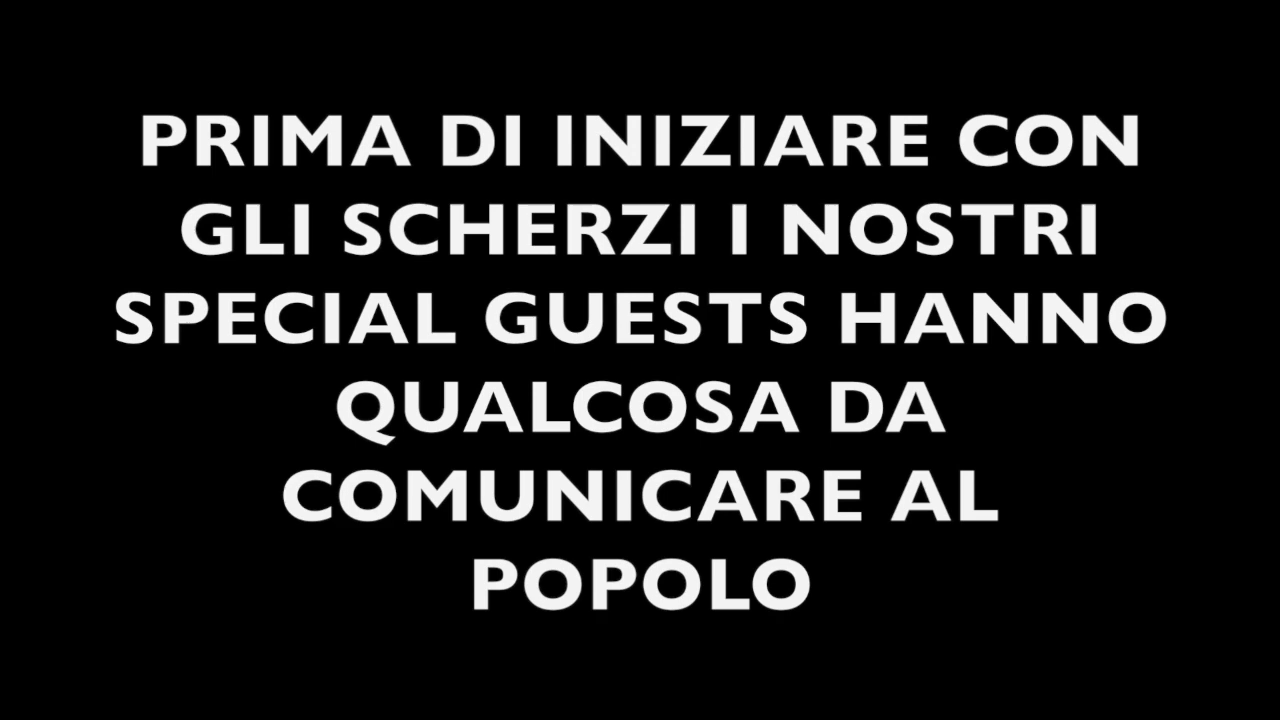 PRIMA DI INIZIARE CON
GLI SCHERZI I NOSTRI
SPECIAL GUESTS HANNO
QUALCOSA DA
COMUNICARE AL
POPOLO